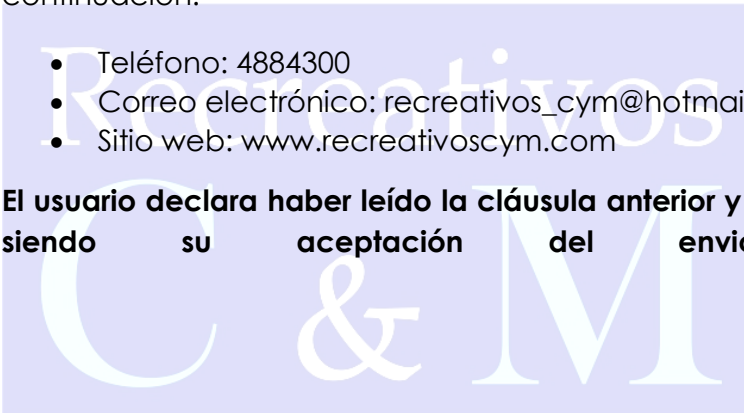 continuación:
• Teléfono: 4884300
• Correo electrónico: recreativos_cym@hotmai
• Sitio web: www.recreativoscym.com
El usuario declara haber leído la cláusula anterior y
siendo su aceptación del envi
Recreativos
C & M